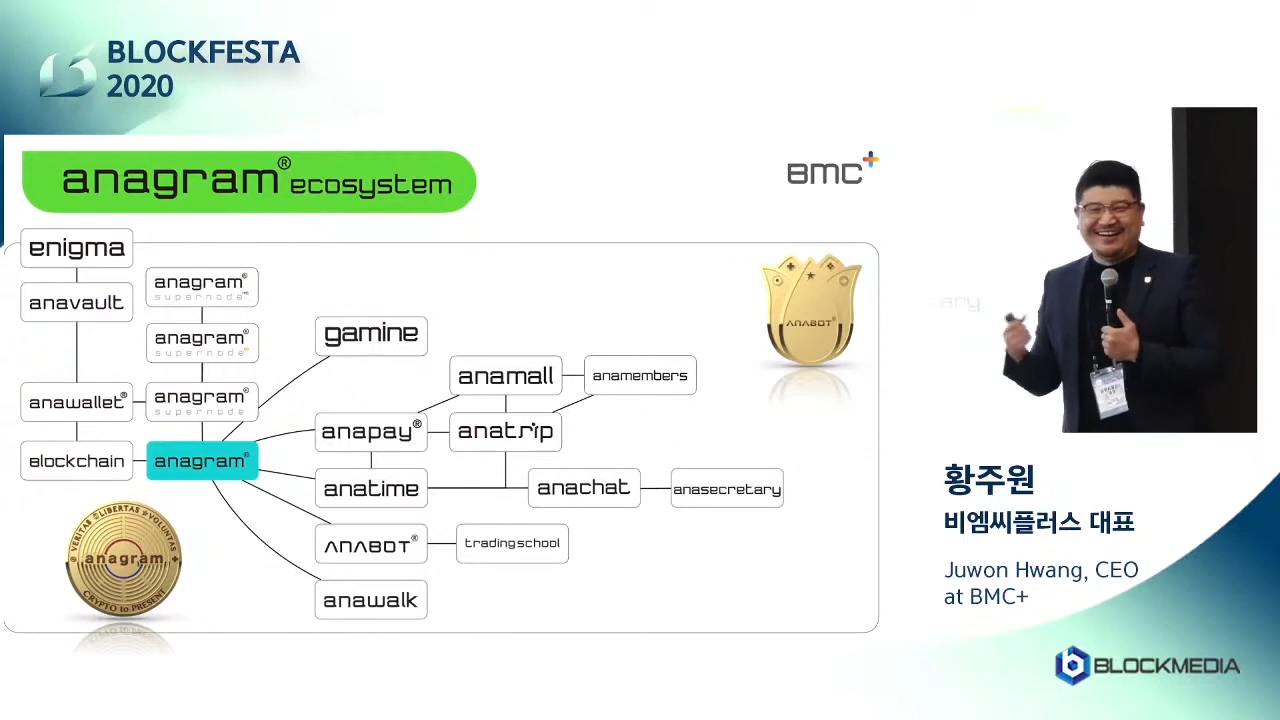 BLOCKFESTA
2020
anagram® ecosystem
BMC+
enigma
anavault
anagram®
supernode
anagram®
supernode
anawallet®
anagram®
supernode
Blockchain
anagram®
gamine
anamall
anamembers
anapay®
anatrip
anatime
anachat
anasecretary
ANABOT®
tradingschool
anawalk
ANABOT®
VERITAS LIBERTAS VOLUNTAS
anagram
CRYPTO to PRESENT
황주원
비엠씨플러스 대표
Juwon Hwang, CEO
at BMC+
BLOCKMEDIA